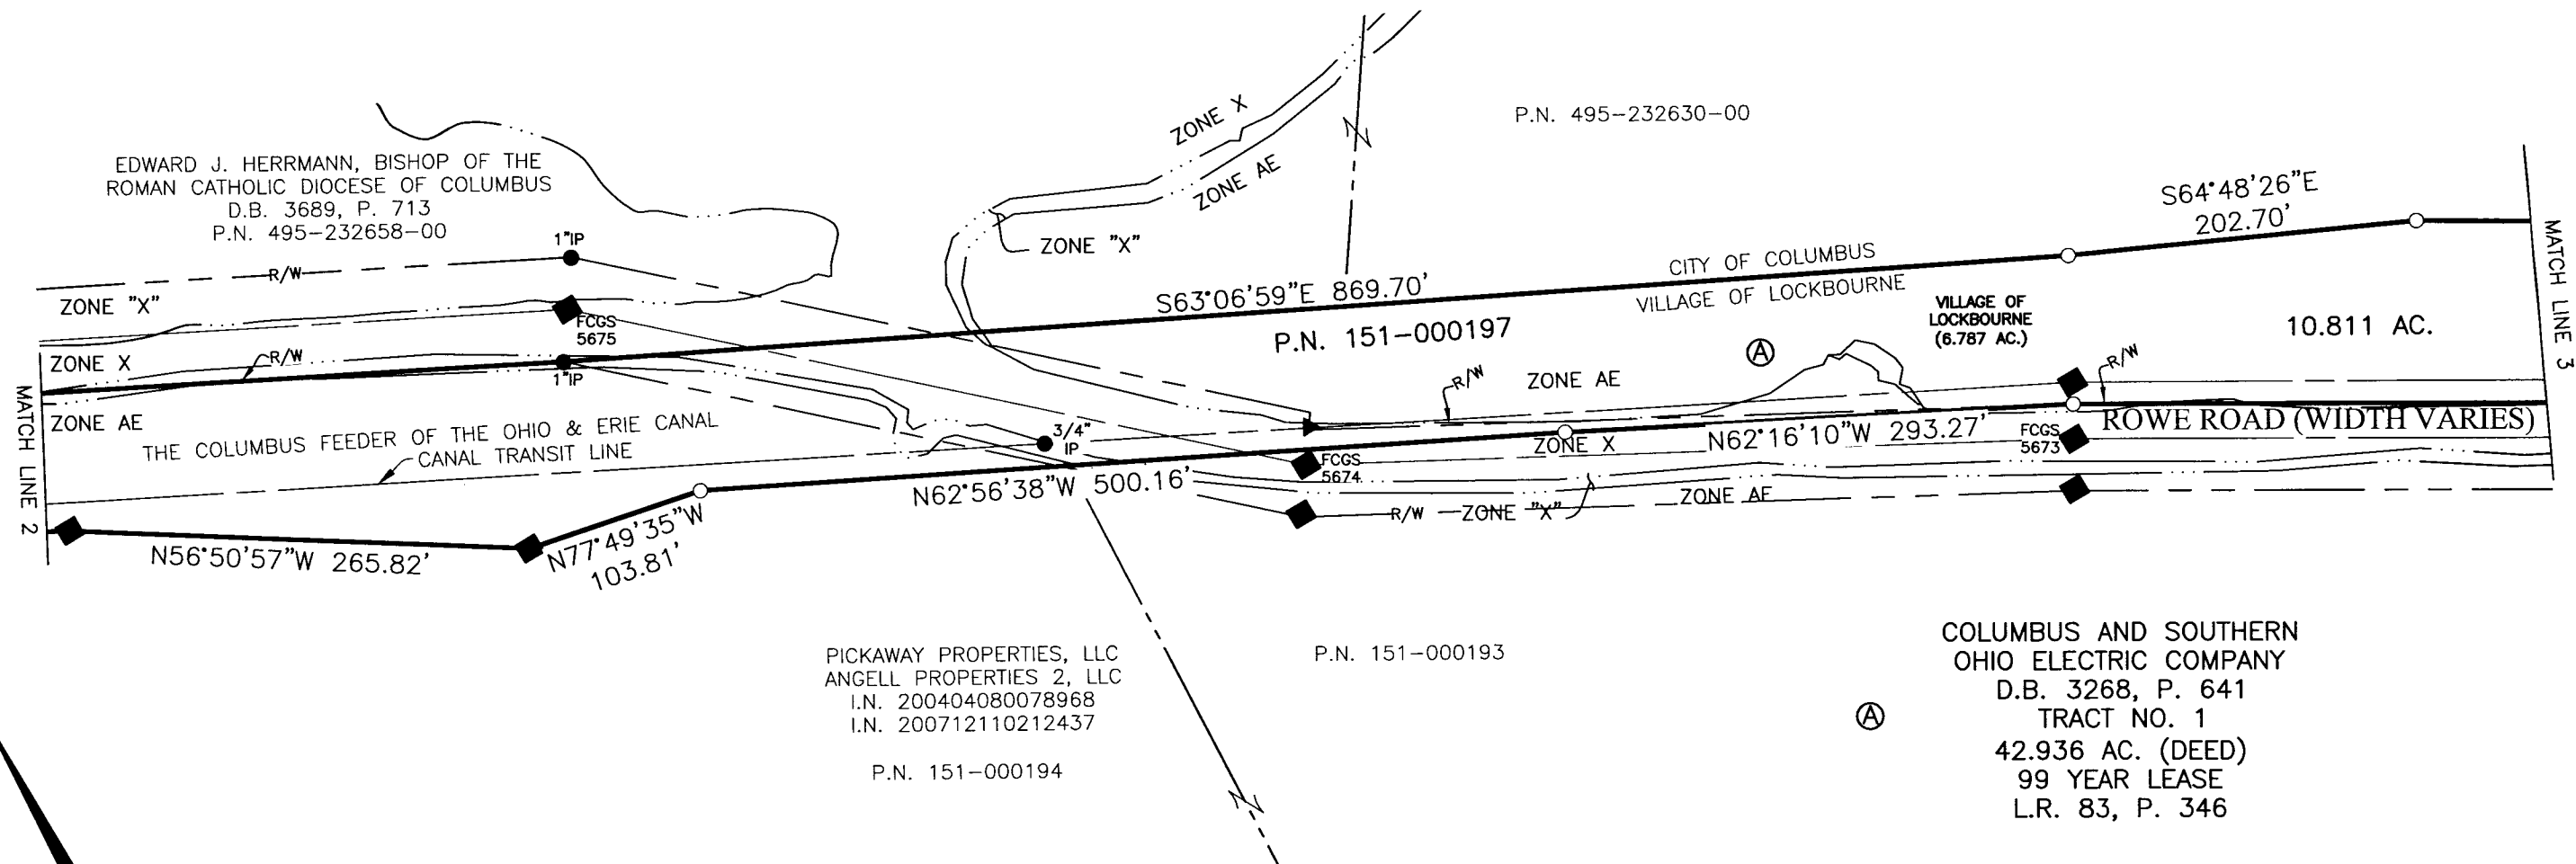 P.N. 495-232630-00
EDWARD J. HERRMANN, BISHOP OF THE
ROMAN CATHOLIC DIOCESE OF COLUMBUS
D.B. 3689, P. 713
P.N. 495-232658-00
ZONE X
ZONE AE
ZONE "X"
S64°48'26"E
202.70'
1"IP
R/W
ZONE "X"
FCGS
5675
S63°06'59"E 869.70'
CITY OF COLUMBUS
VILLAGE OF LOCKBOURNE
P.N. 151-000197
VILLAGE OF
LOCKBOURNE
(6.787 AC.)
10.811 AC.
MATCH LINE 3
ZONE X
R/W
1"IP
A
ZONE AE
R/W
R/W
MATCH LINE 2
ZONE AE
THE COLUMBUS FEEDER OF THE OHIO & ERIE CANAL
CANAL TRANSIT LINE
3/4"
IP
FCGS
5674
ZONE X
N62°16'10"W 293.27'
FCGS
5673
ROWE ROAD (WIDTH VARIES)
N62°56'38"W 500.16'
R/W
ZONE "X"
ZONE AE
N56°50'57"W 265.82'
N77°49'35"W
103.81'
PICKAWAY PROPERTIES, LLC
ANGELL PROPERTIES 2, LLC
I.N. 200404080078968
I.N. 200712110212437
P.N. 151-000194
P.N. 151-000193
A
COLUMBUS AND SOUTHERN
OHIO ELECTRIC COMPANY
D.B. 3268, P. 641
TRACT NO. 1
42.936 AC. (DEED)
99 YEAR LEASE
L.R. 83, P. 346